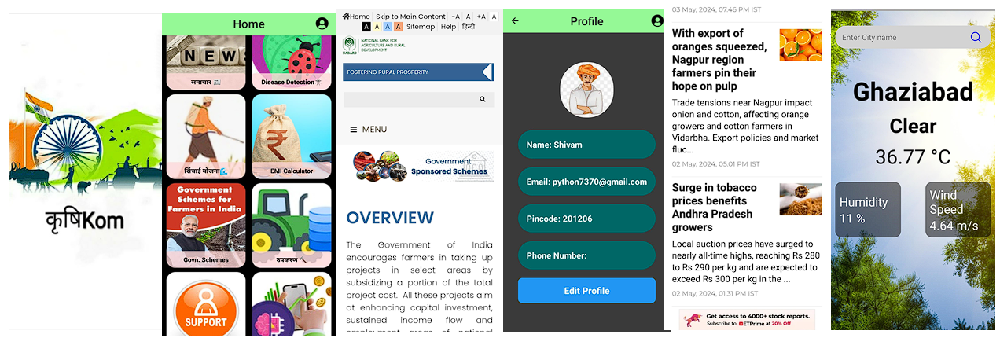 कृषिKom
Home
NEWS
समाचार
Disease Detection
सिंचाई योजना
EMI Calculator
Government
Schemes for
Farmers in India
Govn. Schemes
उपकरण
SUPPORT
Home Skip to Main Content -A A +A A
A A A A Sitemap Help हिन्दी
NABARD
NATIONAL BANK FOR
AGRICULTURE AND RURAL
DEVELOPMENT
FOSTERING RURAL PROSPERITY
MENU
Government
Sponsored Schemes
OVERVIEW
The Government of India
encourages farmers in taking up
projects in select areas by
subsidizing a portion of the total
project cost. All these projects aim
at enhancing capital investment,
sustained income flow and
employment areas of national
Profile
Name: Shivam
Email: python7370@gmail.com
Pincode: 201206
Phone Number:
Edit Profile
03 May, 2024, 07.46 PM IST
With export of
oranges squeezed,
Nagpur region
farmers pin their
hope on pulp
Trade tensions near Nagpur impact
onion and cotton, affecting orange
growers and cotton farmers in
Vidarbha. Export policies and market
fluc...
02 May, 2024, 05.01 PM IST
Surge in tobacco
prices benefits
Andhra Pradesh
growers
Local auction prices have surged to
nearly all-time highs, reaching Rs 280
to Rs 290 per kg and are expected to
exceed Rs 300 per kg in the ...
02 May, 2024, 01.31 PM IST
Get access to 4000+ stock reports.
Subscribe to ETPrime at 20% Off
Enter City name
Ghaziabad
Clear
36.77 °C
Humidity
11 %
Wind
Speed
4.64 m/s